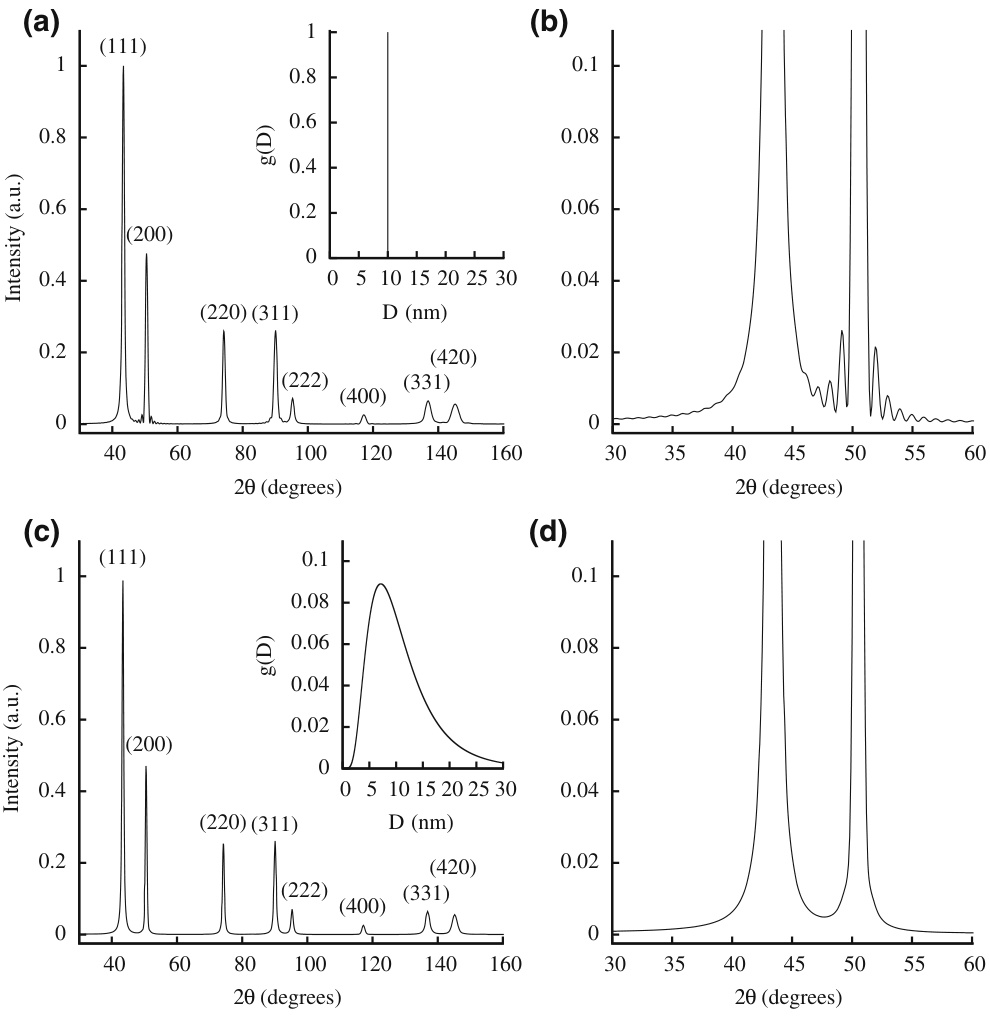 (a)
(111)
1
0.8
0.6
0.4
0.2
0
Intensity (a.u.)
(200)
(220) (311)
(222)
(400)
(331)
(420)
40 60 80 100 120 140 160
2θ (degrees)
1
0.8
0.6
0.4
0.2
0
g(D)
0 5 10 15 20 25 30
D (nm)
(b)
0.1
0.08
0.06
0.04
0.02
0
30 35 40 45 50 55 60
2θ (degrees)
(c)
(111)
1
0.8
0.6
0.4
0.2
0
Intensity (a.u.)
(200)
(220) (311)
(222)
(400)
(331)
(420)
40 60 80 100 120 140 160
2θ (degrees)
0.1
0.08
0.06
0.04
0.02
0
g(D)
0 5 10 15 20 25 30
D (nm)
(d)
0.1
0.08
0.06
0.04
0.02
0
30 35 40 45 50 55 60
2θ (degrees)